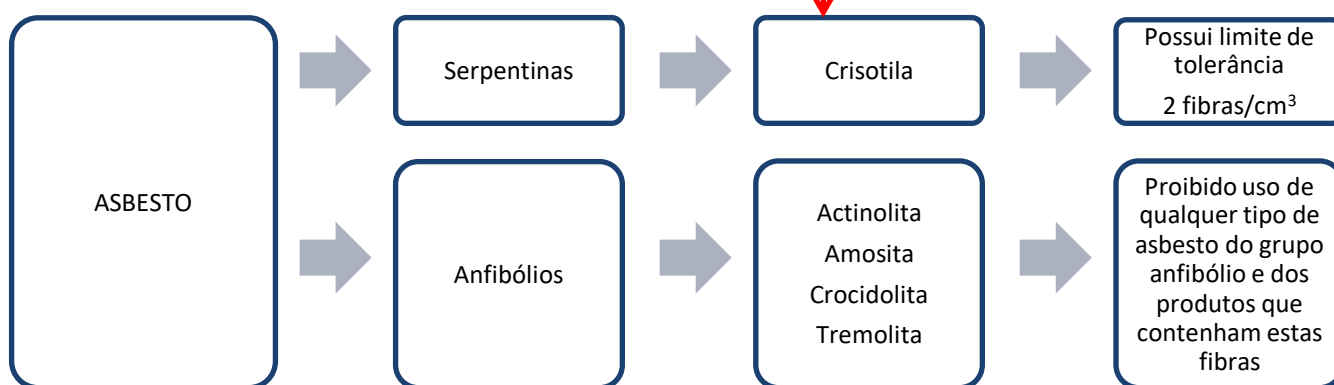 ASBESTO
Serpentinas
Crisotila
Possui limite de
tolerância
2 fibras/cm³
Anfibólios
Actinolita
Amosita
Crocidolita
Tremolita
Proibido uso de
qualquer tipo de
asbesto do grupo
anfibólio e dos
produtos que
contenham estas
fibras